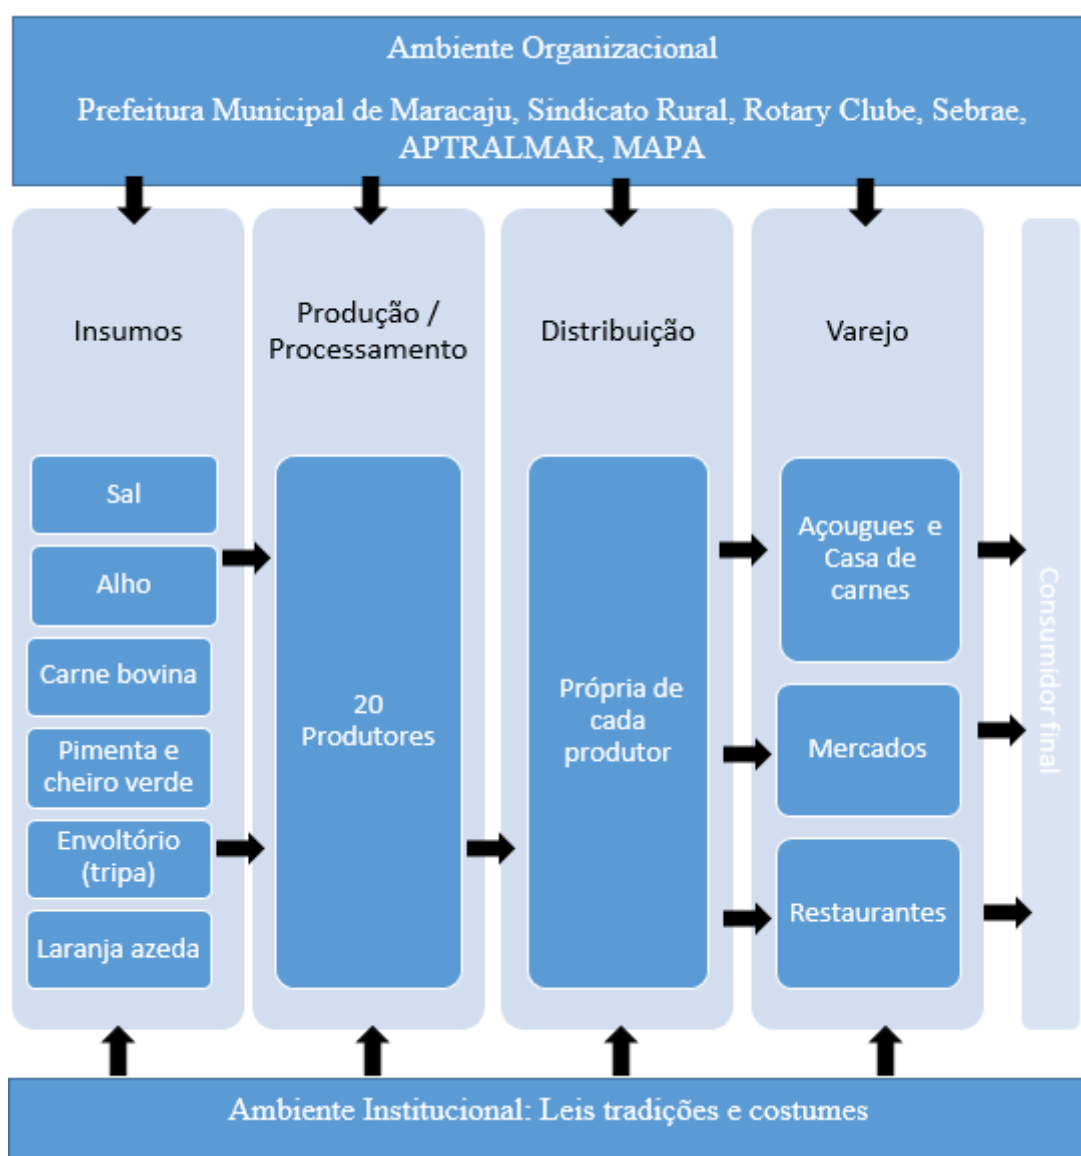 Ambiente Organizacional
Prefeitura Municipal de Maracaju, Sindicato Rural, Rotary Clube, Sebrae,
APTRALMAR, MAPA
Insumos
Produção /
Processamento
Distribuição
Varejo
Sal
Alho
Carne bovina
Pimenta e
cheiro verde
Envoltório
(tripa)
Laranja azeda
20
Produtores
Própria de
cada
produtor
Açougues e
Casa de
carnes
Mercados
Restaurantes
Consumidor final
Ambiente Institucional: Leis tradições e costumes